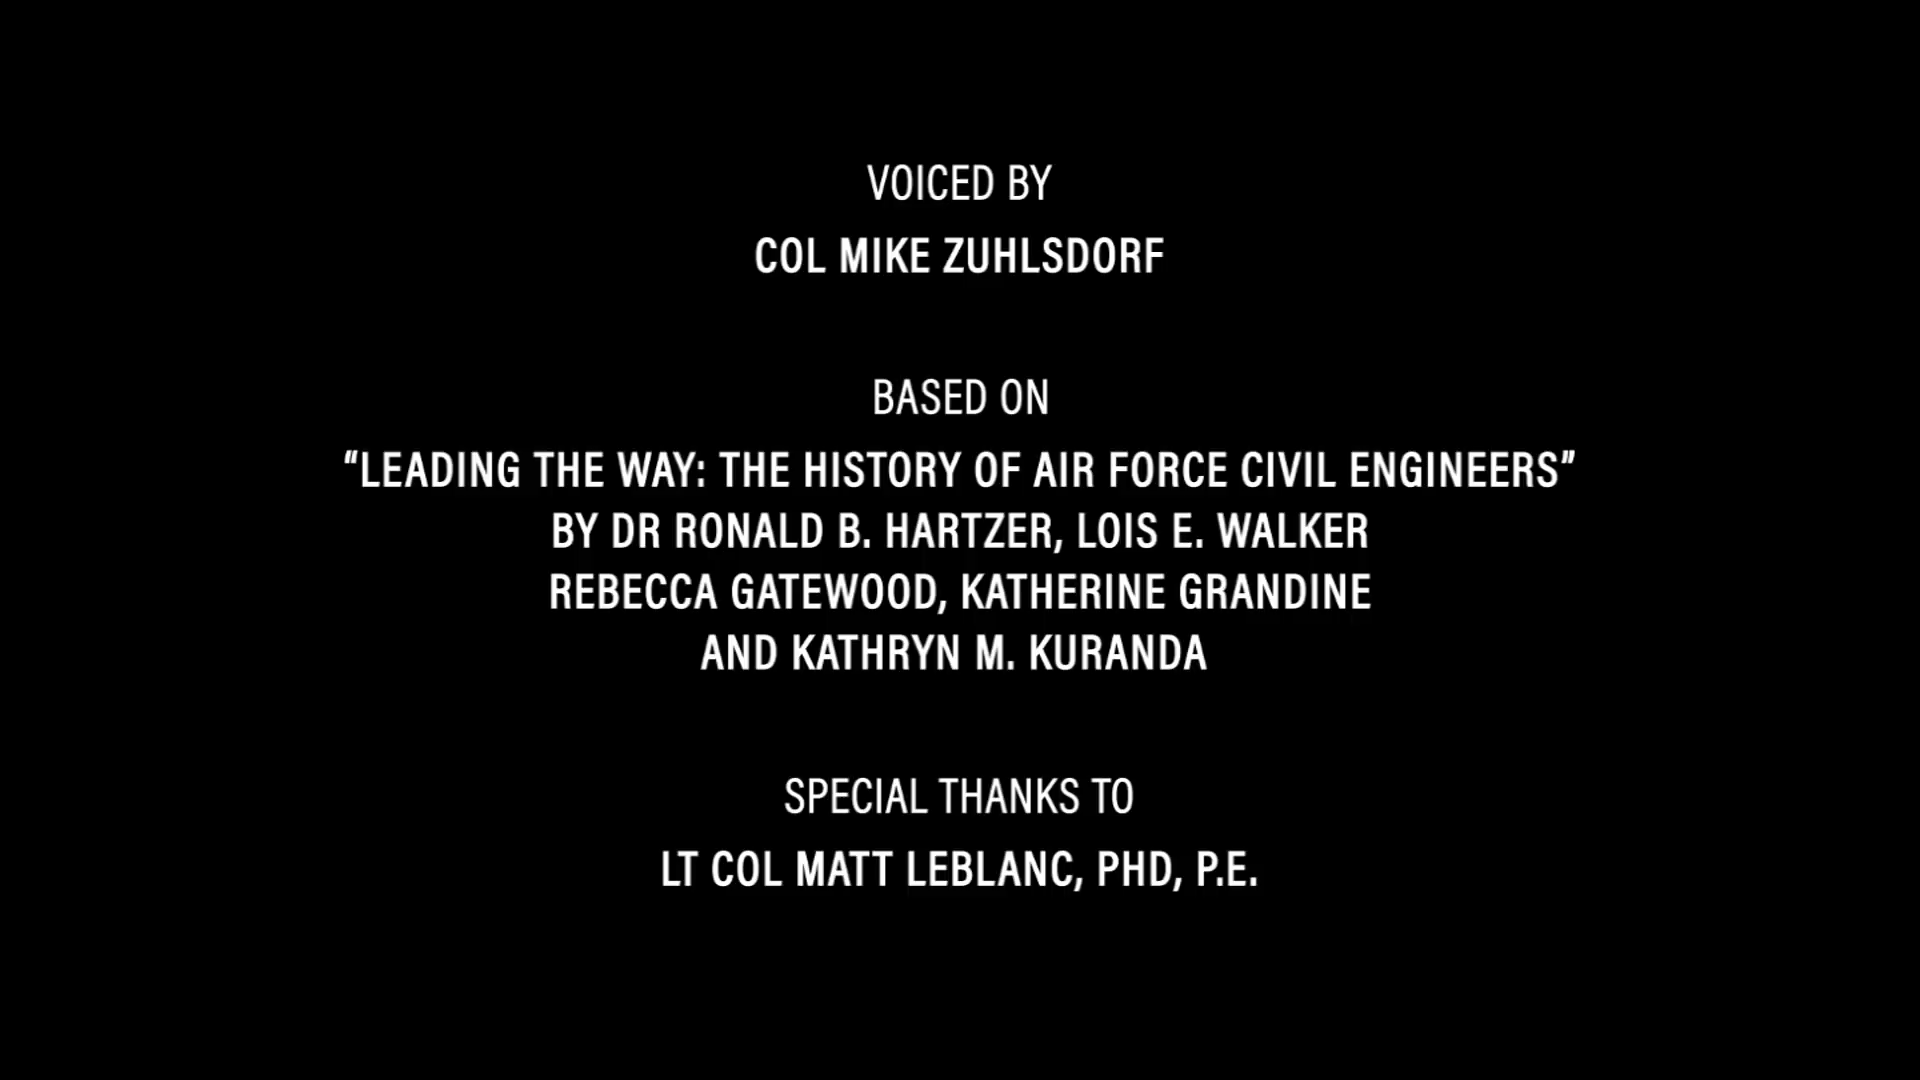 VOICED BY
COL MIKE ZUHLSDORF
BASED ON
“LEADING THE WAY: THE HISTORY OF AIR FORCE CIVIL ENGINEERS”
BY DR RONALD B. HARTZER, LOIS E. WALKER
REBECCA GATEWOOD, KATHERINE GRANDINE
AND KATHRYN M. KURANDA
SPECIAL THANKS TO
LT COL MATT LEBLANC, PHD, P.E.